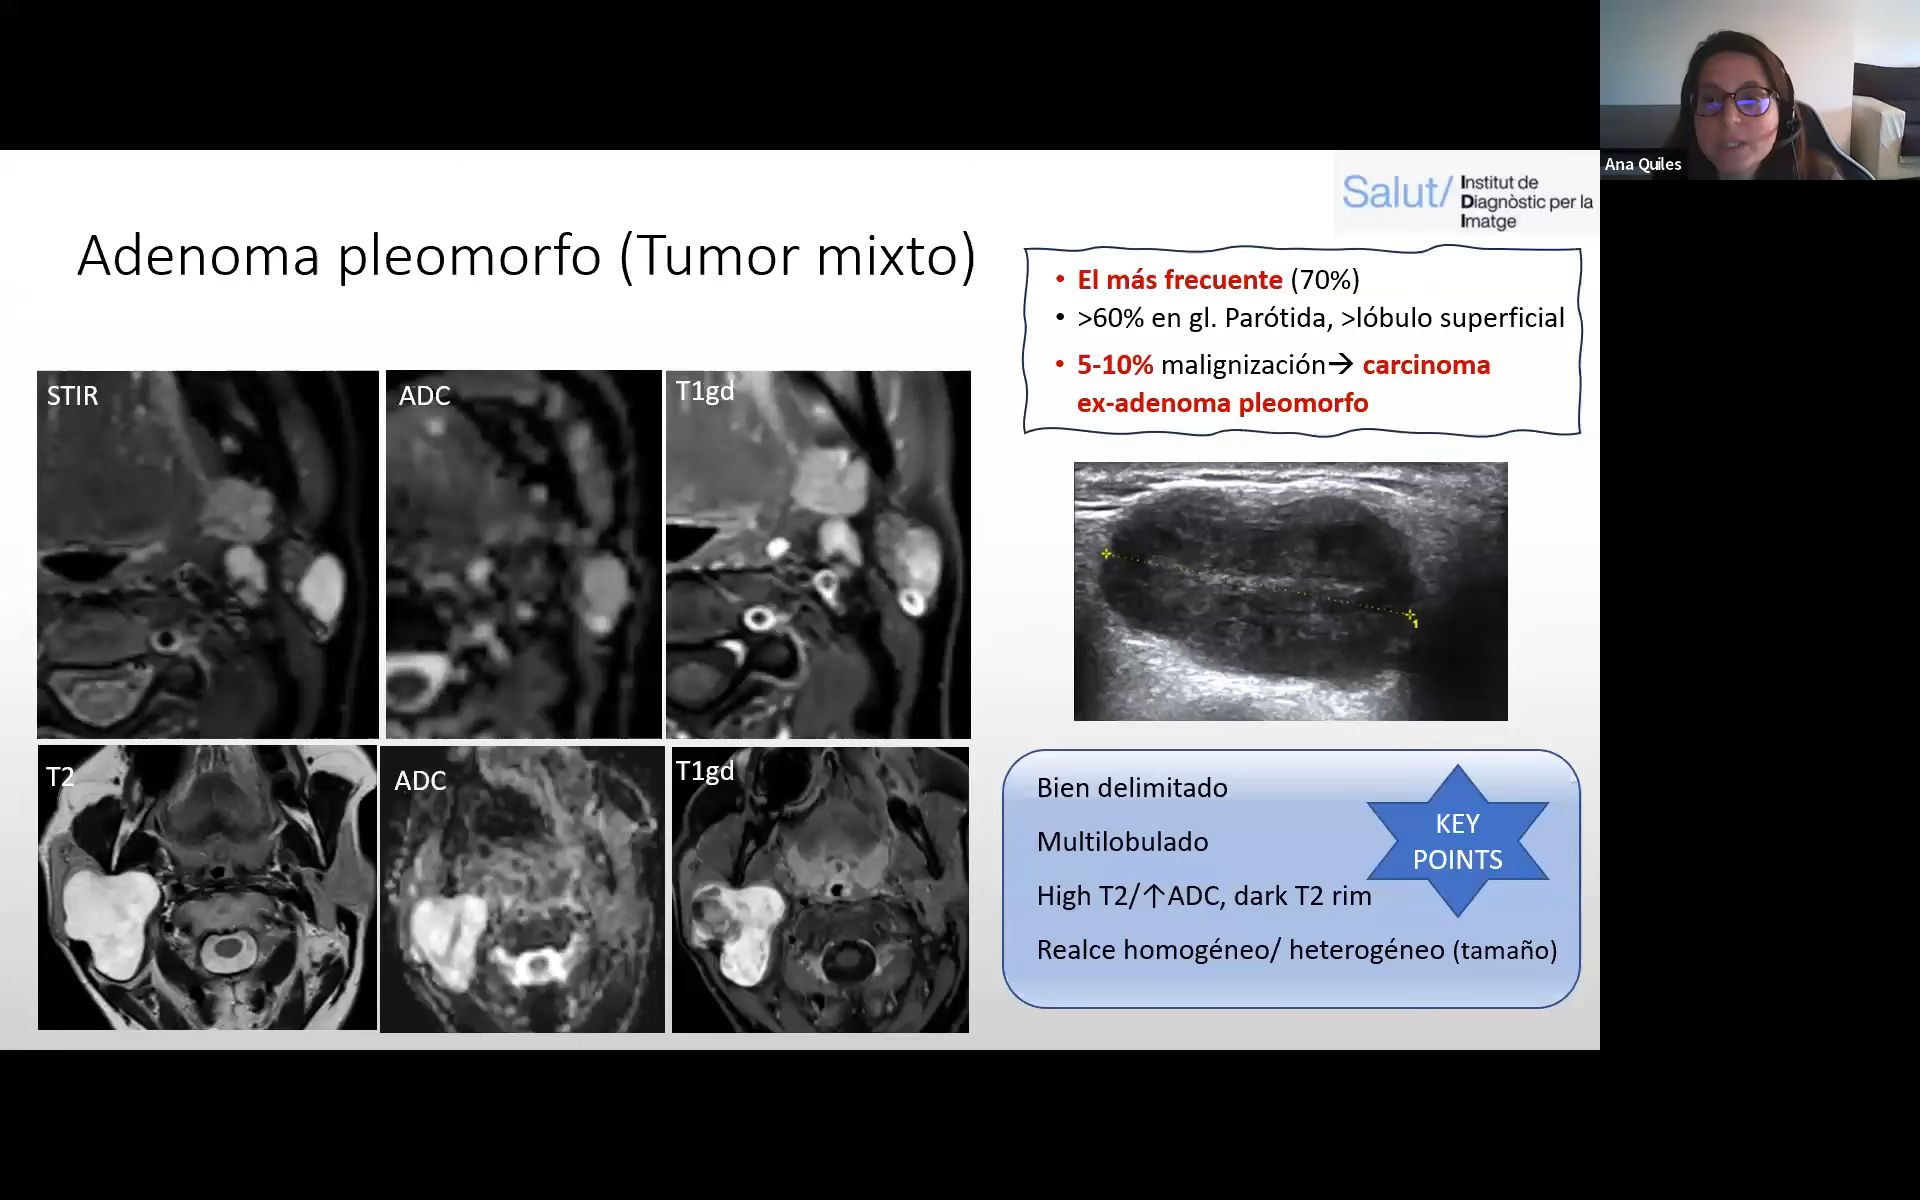 Ana Quiles
Salut/ Institut de
Diagnòstic per la
Imatge
Adenoma pleomorfo (Tumor mixto)
• El más frecuente (70%)
• >60% en gl. Parótida, >lóbulo superficial
• 5-10% malignización→ carcinoma
ex-adenoma pleomorfo
STIR
ADC
T1gd
1
T2
ADC
T1gd
Bien delimitado
Multilobulado
High T2/↑ADC, dark T2 rim
Realce homogéneo/ heterogéneo (tamaño)
KEY
POINTS